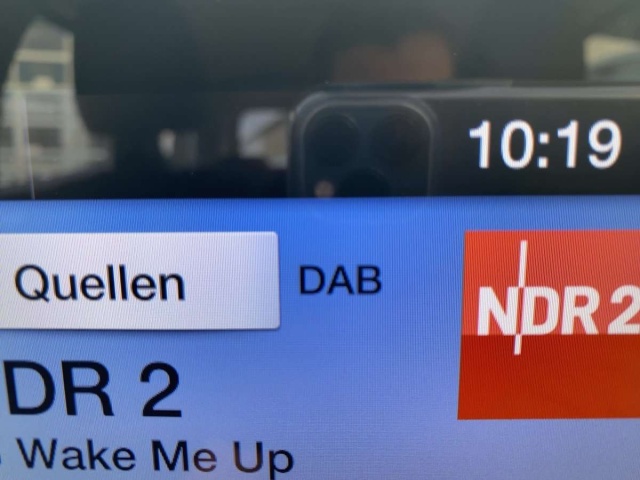 10:19
Quellen
DAB
NDR 2
DR 2
Wake Me Up